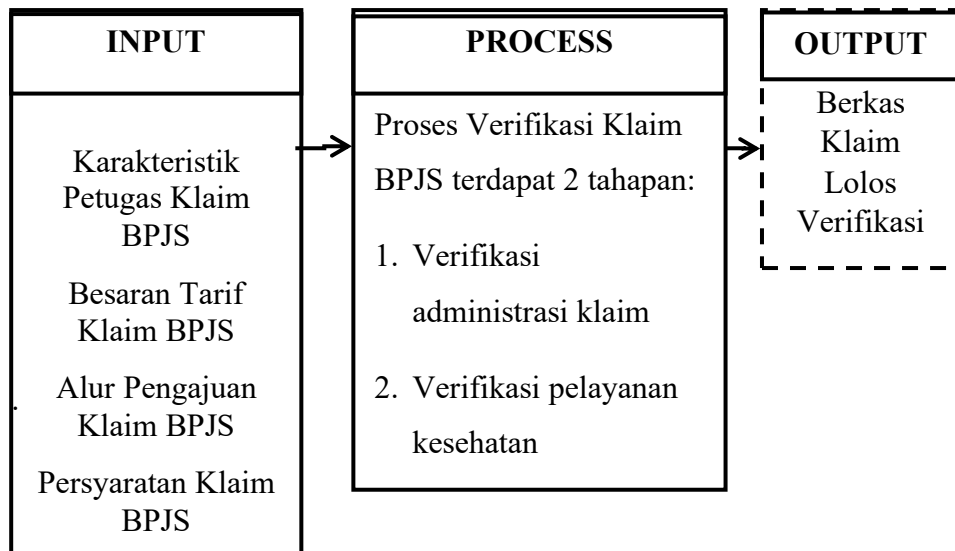 INPUT
Karakteristik
Petugas Klaim
BPJS
Besaran Tarif
Klaim BPJS
Alur Pengajuan
Klaim BPJS
.
Persyaratan Klaim
BPJS
PROCESS
Proses Verifikasi Klaim
BPJS terdapat 2 tahapan:
1. Verifikasi
administrasi klaim
2. Verifikasi pelayanan
kesehatan
OUTPUT
Berkas
Klaim
Lolos
Verifikasi